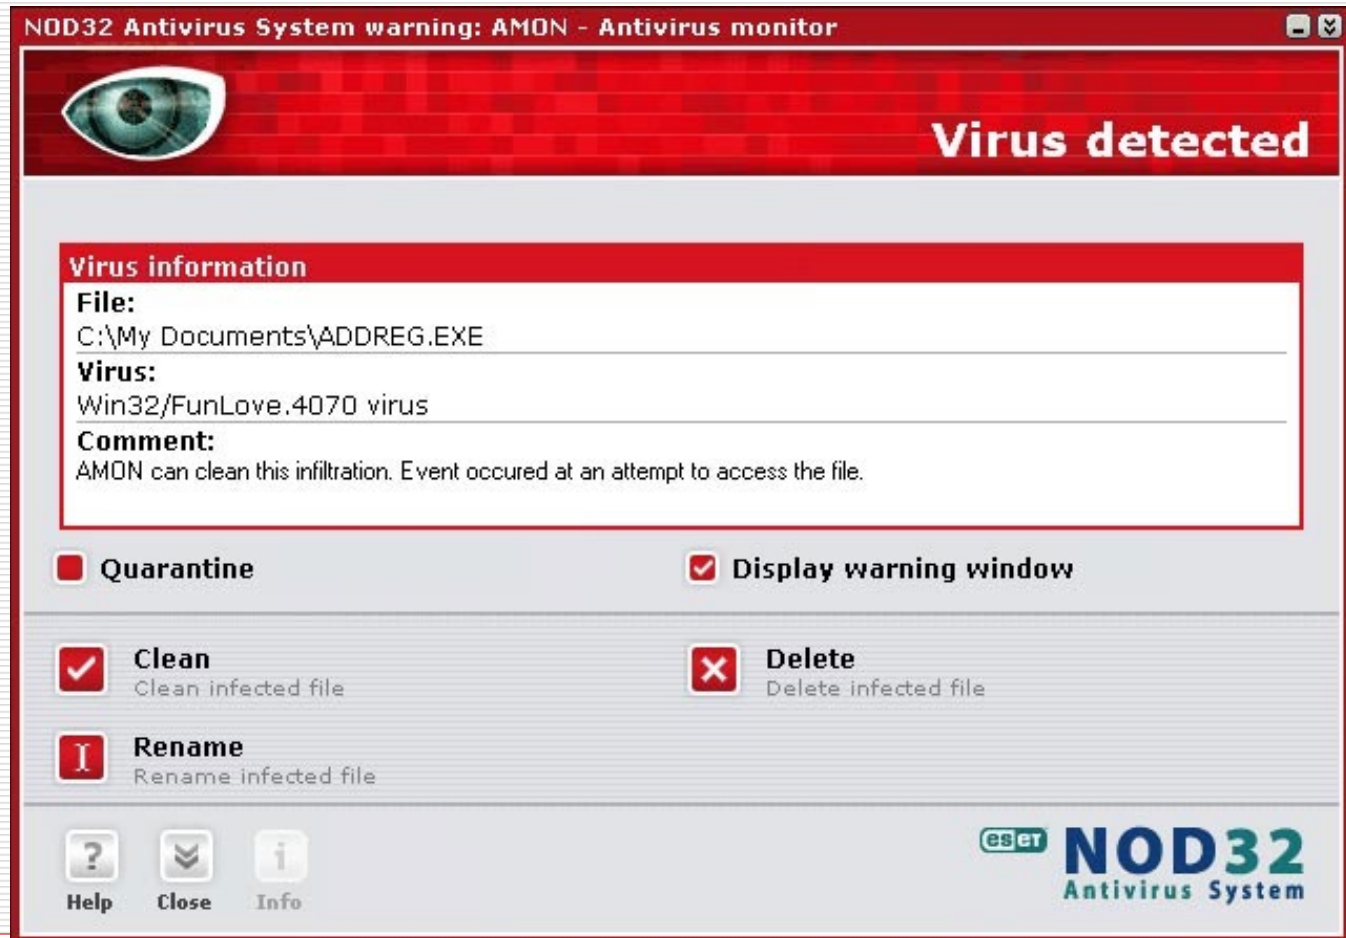 NOD32 Antivirus System warning: AMON - Antivirus monitor
Virus detected
Virus information
File:
C:\My Documents\ADDREG.EXE
Virus:
Win32/FunLove.4070 virus
Comment:
AMON can clean this infiltration. Event occured at an attempt to access the file.
Quarantine
Display warning window
Clean
Clean infected file
Delete
Delete infected file
Rename
Rename infected file
? 
Help
Close
i
Info
eseT
NOD32
Antivirus System